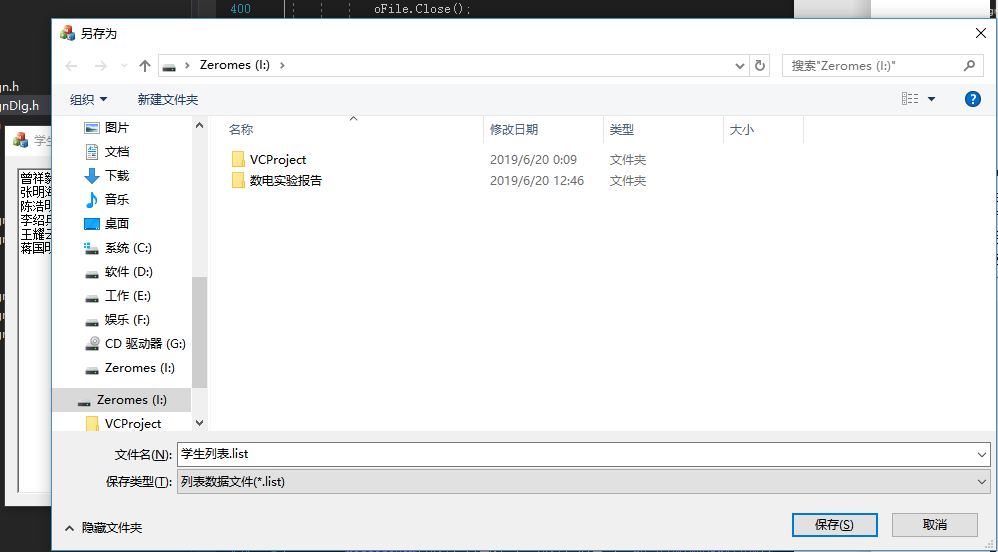 400 oFile.Close();
另存为
gn.h
gnDlg.h
Zeromes (I:)
搜索"Zeromes (I:)"
组织
新建文件夹
学生
曾祥
张明
陈浩明
李绍兵
王耀
蒋国明
图片
文档
下载
音乐
桌面
系统 (C:)
软件 (D:)
工作 (E:)
娱乐 (F:)
CD 驱动器 (G:)
Zeromes (I:)
Zeromes (I:)
VCProject
名称 修改日期 类型 大小
VCProject 2019/6/20 0:09 文件夹
数电实验报告 2019/6/20 12:46 文件夹
文件名(N): 学生列表.list
保存类型(T): 列表数据文件(*.list)
隐藏文件夹
保存(S)
取消